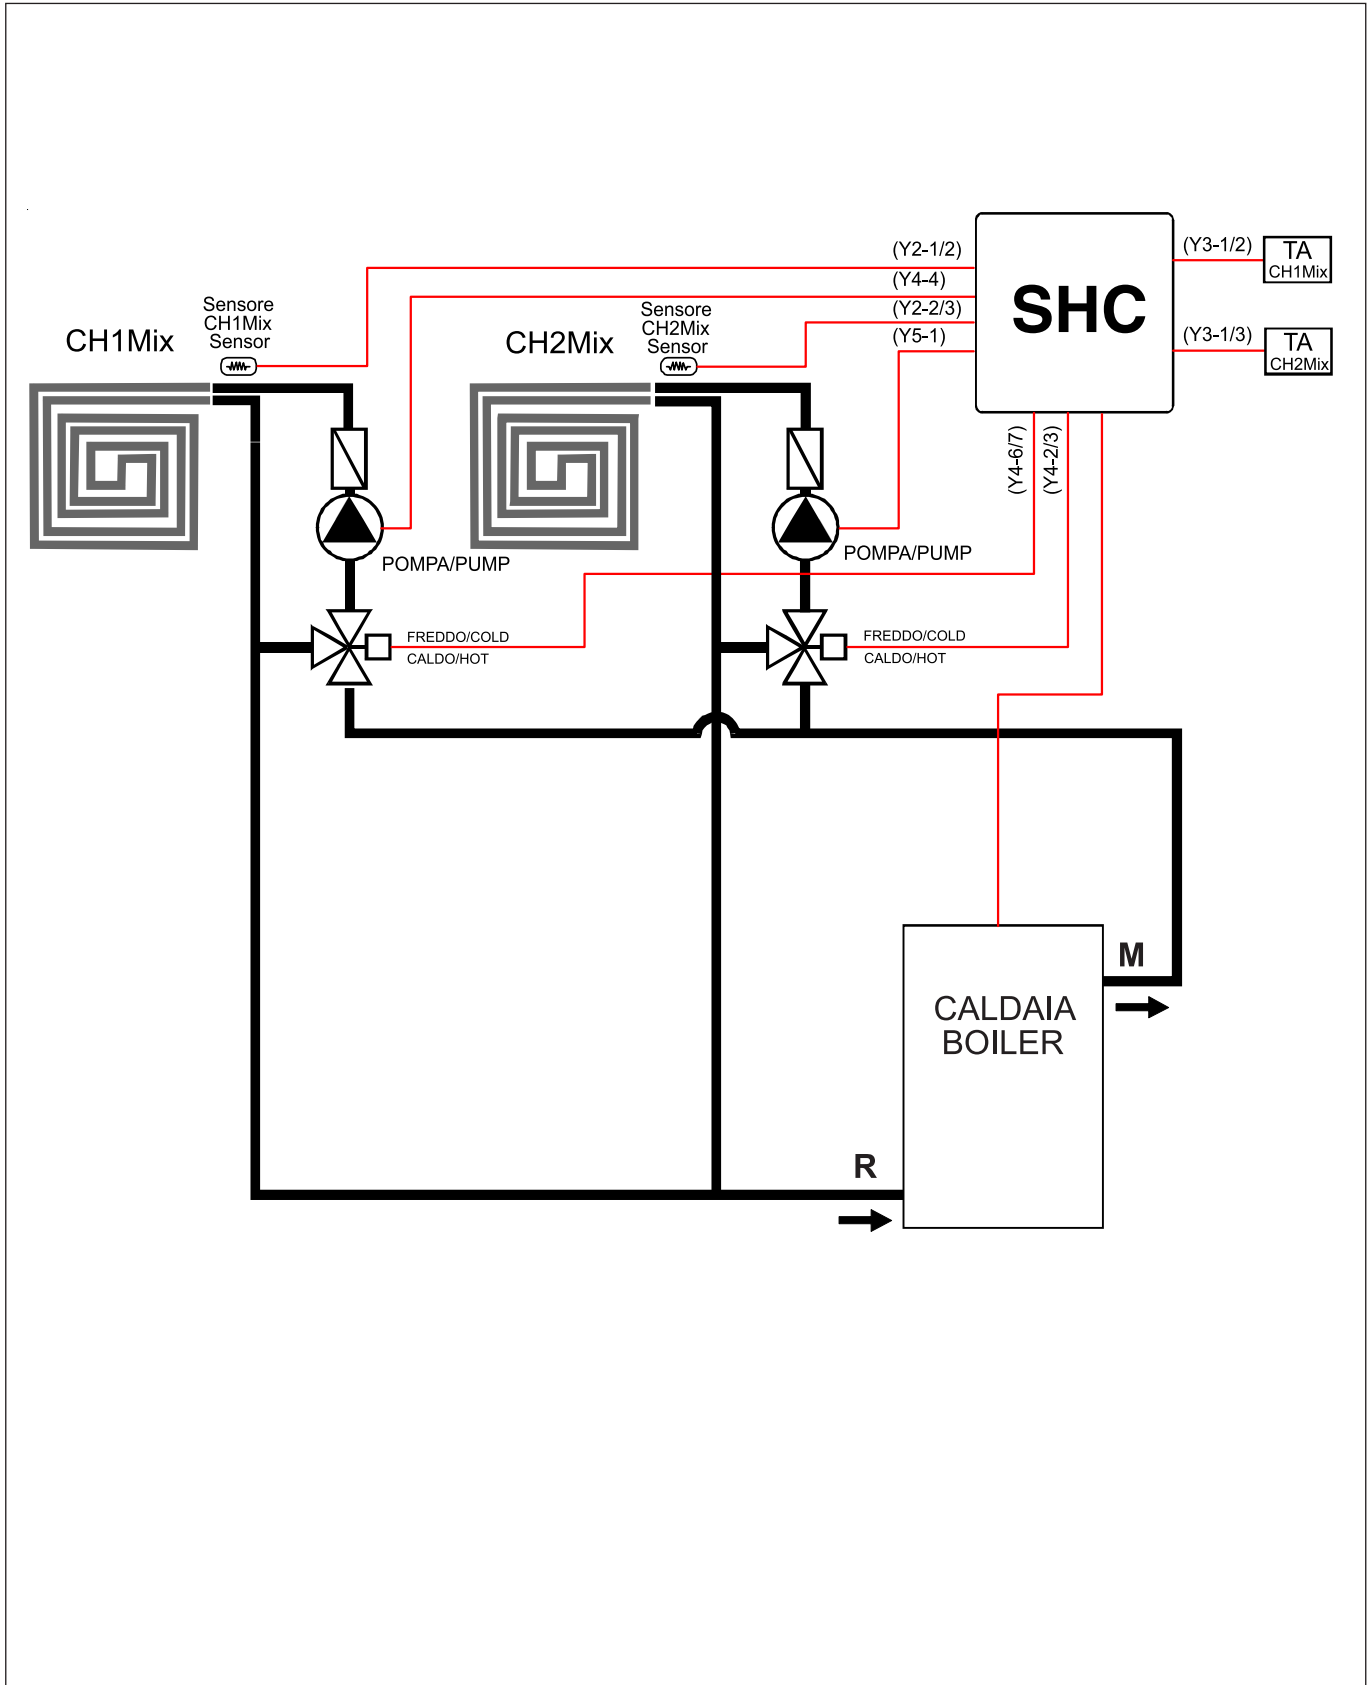 (Y2-1/2)
(Y4-4)
(Y2-2/3)
(Y5-1)
SHC
(Y3-1/2)
TA
CH1Mix
(Y3-1/3)
TA
CH2Mix
Sensore
CH1Mix
Sensor
CH1Mix
Sensore
CH2Mix
Sensor
CH2Mix
(Y4-6/7)
(Y4-2/3)
POMPA/PUMP
POMPA/PUMP
FREDDO/COLD
CALDO/HOT
FREDDO/COLD
CALDO/HOT
M
CALDAIA
BOILER
R